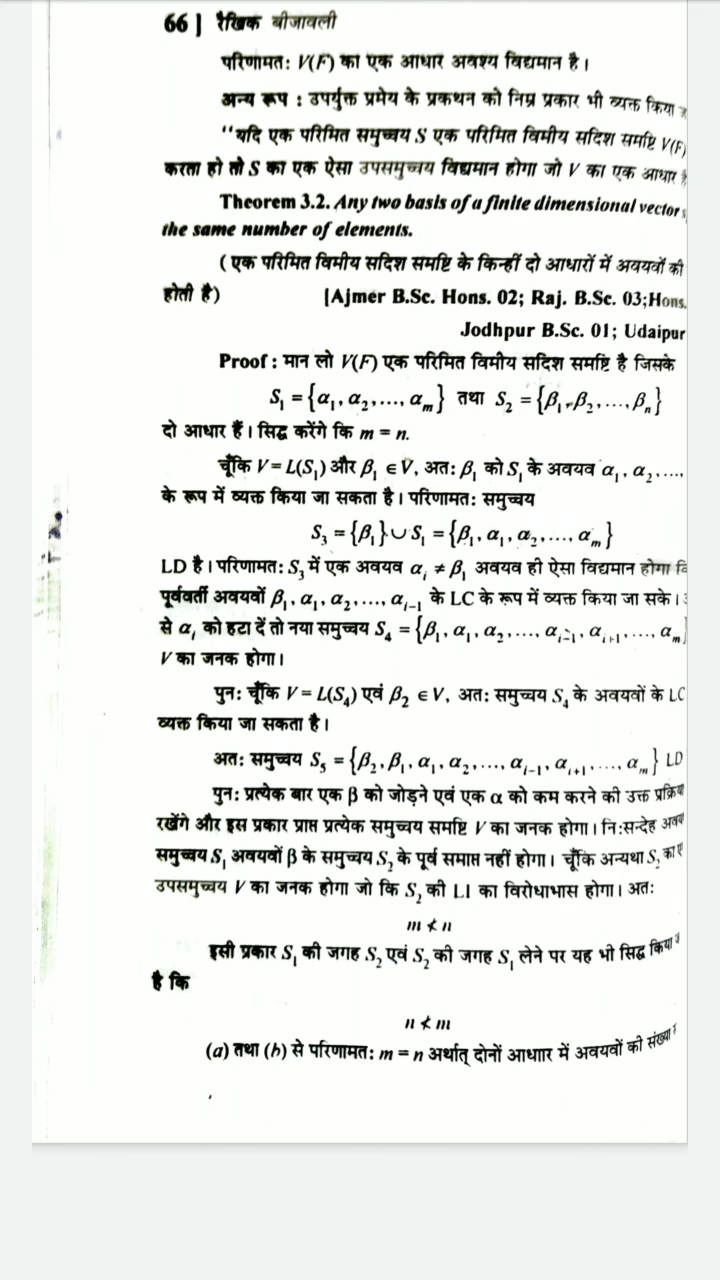 66 | रैखिक बीजावली
परिणामत: V(F) का एक आधार अवश्य विद्यमान है।
अन्य रूप : उपर्युक्त प्रमेय के प्रकथन को निम्न प्रकार भी व्यक्त किया
"यदि एक परिमित समुच्चय S एक परिमित विमीय सदिश समष्टि V(F)
करता हो तो S का एक ऐसा उपसमुच्चय विद्यमान होगा जो V का एक आधार
Theorem 3.2. Any two basis of a finite dimensional vector
the same number of elements.
(एक परिमित विमीय सदिश समष्टि के किन्हीं दो आधारों में अवयवों की
होती है) [Ajmer B.Sc. Hons. 02; Raj. B.Sc. 03;Hons.
Jodhpur B.Sc. 01; Udaipur
Proof : मान लो V(F) एक परिमित विमीय सदिश समष्टि है जिसके
S₁ = {α₁, α₂,..., αₘ} तथा S₂ = {β₁, β₂,...,βₙ}
दो आधार हैं। सिद्ध करेंगे कि m = n.
चूँकि V = L(S₁) और β₁ ∈ V, अत: β₁ को S₁ के अवयव α₁, α₂,....,
के रूप में व्यक्त किया जा सकता है। परिणामत: समुच्चय
S₃ = {β₁} ∪ S₁ = {β₁, α₁, α₂,..., αₘ}
LD है। परिणामत: S₃ में एक अवयव αᵢ ≠ β₁ अवयव ही ऐसा विद्यमान होगा
पूर्ववर्ती अवयवों β₁, α₁, α₂,..., αᵢ₋₁ के LC के रूप में व्यक्त किया जा सके।
से αᵢ को हटा दें तो नया समुच्चय S₄ = {β₁, α₁, α₂,..., αᵢ₋₁, αᵢ₊₁,..., αₘ}
V का जनक होगा।
पुन: चूँकि V = L(S₄) एवं β₂ ∈ V, अत: समुच्चय S₄ के अवयवों के LC
व्यक्त किया जा सकता है।
अत: समुच्चय S₅ = {β₂, β₁, α₁, α₂,..., αᵢ₋₁, αᵢ₊₁,..., αₘ} LD
पुन: प्रत्येक बार एक β को जोड़ने एवं एक α को कम करने की उक्त प्रक्रिया
रखेंगे और इस प्रकार प्राप्त प्रत्येक समुच्चय समष्टि V का जनक होगा। नि:सन्देह
समुच्चय S₁ अवयवों β के समुच्चय S₂ के पूर्व समाप्त नहीं होगा। चूँकि अन्यथा S₂ का
उपसमुच्चय V का जनक होगा जो कि S₂ की LI का विरोधाभास होगा। अत:
m ≮ n
इसी प्रकार S₁ की जगह S₂ एवं S₂ की जगह S₁ लेने पर यह भी सिद्ध किया
है कि
n ≮ m
(a) तथा (b) से परिणामत: m = n अर्थात् दोनों आधाार में अवयवों की संख्या